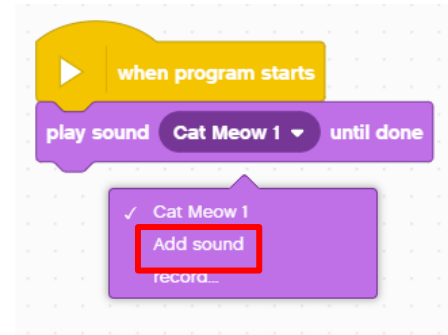 when program starts
play sound Cat Meow 1 until done
✓ Cat Meow 1
Add sound
record...